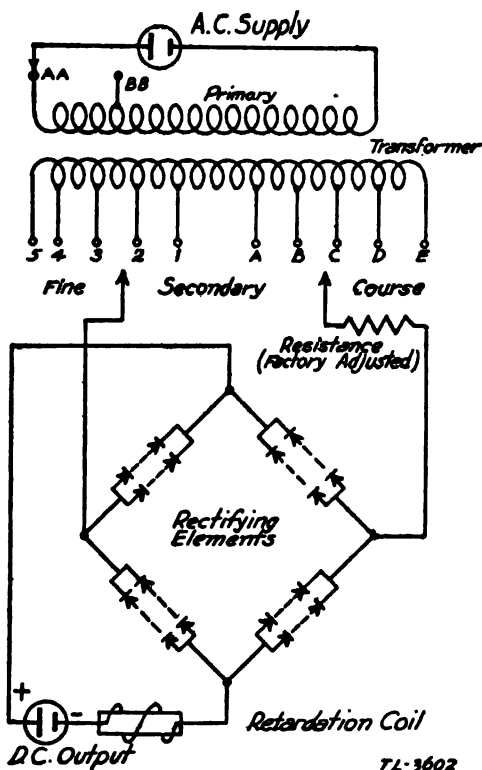 A.C. Supply
AA
BB
Primary
Transformer
5 4 3 2 1 A B C D E
Fine Secondary Course
Resistance
(Factory Adjusted)
Rectifying
Elements
+
-
Retardation Coil
D.C. Output
TL-3602